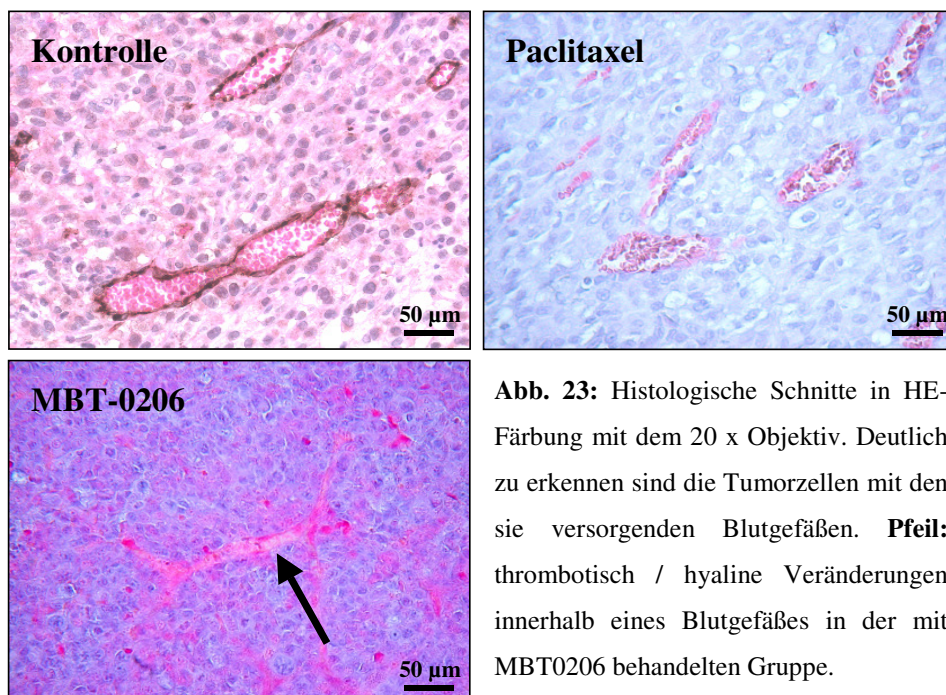 Kontrolle
50 µm
Paclitaxel
50 µm
MBT-0206
50 µm
Abb. 23: Histologische Schnitte in HE-
Färbung mit dem 20 x Objektiv. Deutlich
zu erkennen sind die Tumorzellen mit den
sie versorgenden Blutgefäßen. Pfeil:
thrombotisch / hyaline Veränderungen
innerhalb eines Blutgefäßes in der mit
MBT0206 behandelten Gruppe.